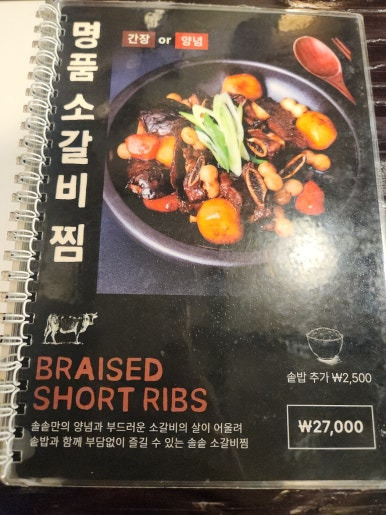 명품 소갈비찜
간장 or 양념
BRAISED
SHORT RIBS
솔솥만의 양념과 부드러운 소갈비의 살이 어울려
솥밥과 함께 부담없이 즐길 수 있는 솔솥 소갈비찜
솥밥 추가 ₩2,500
₩27,000